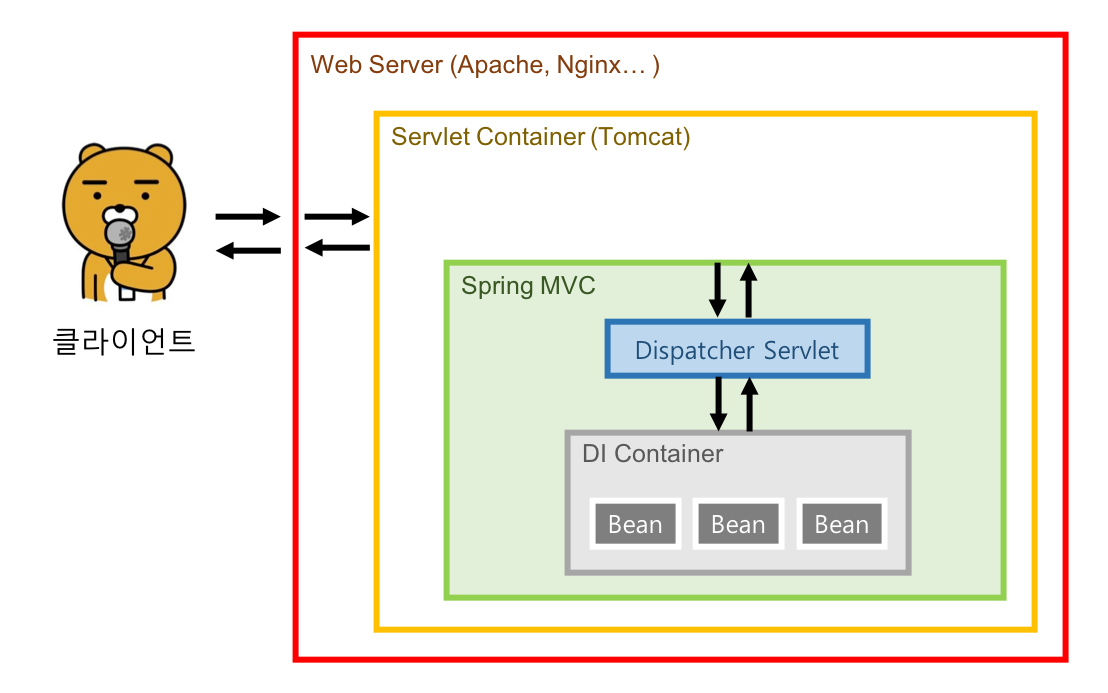 Web Server (Apache, Nginx… )
Servlet Container (Tomcat)
클라이언트
Spring MVC
Dispatcher Servlet
DI Container
Bean
Bean
Bean